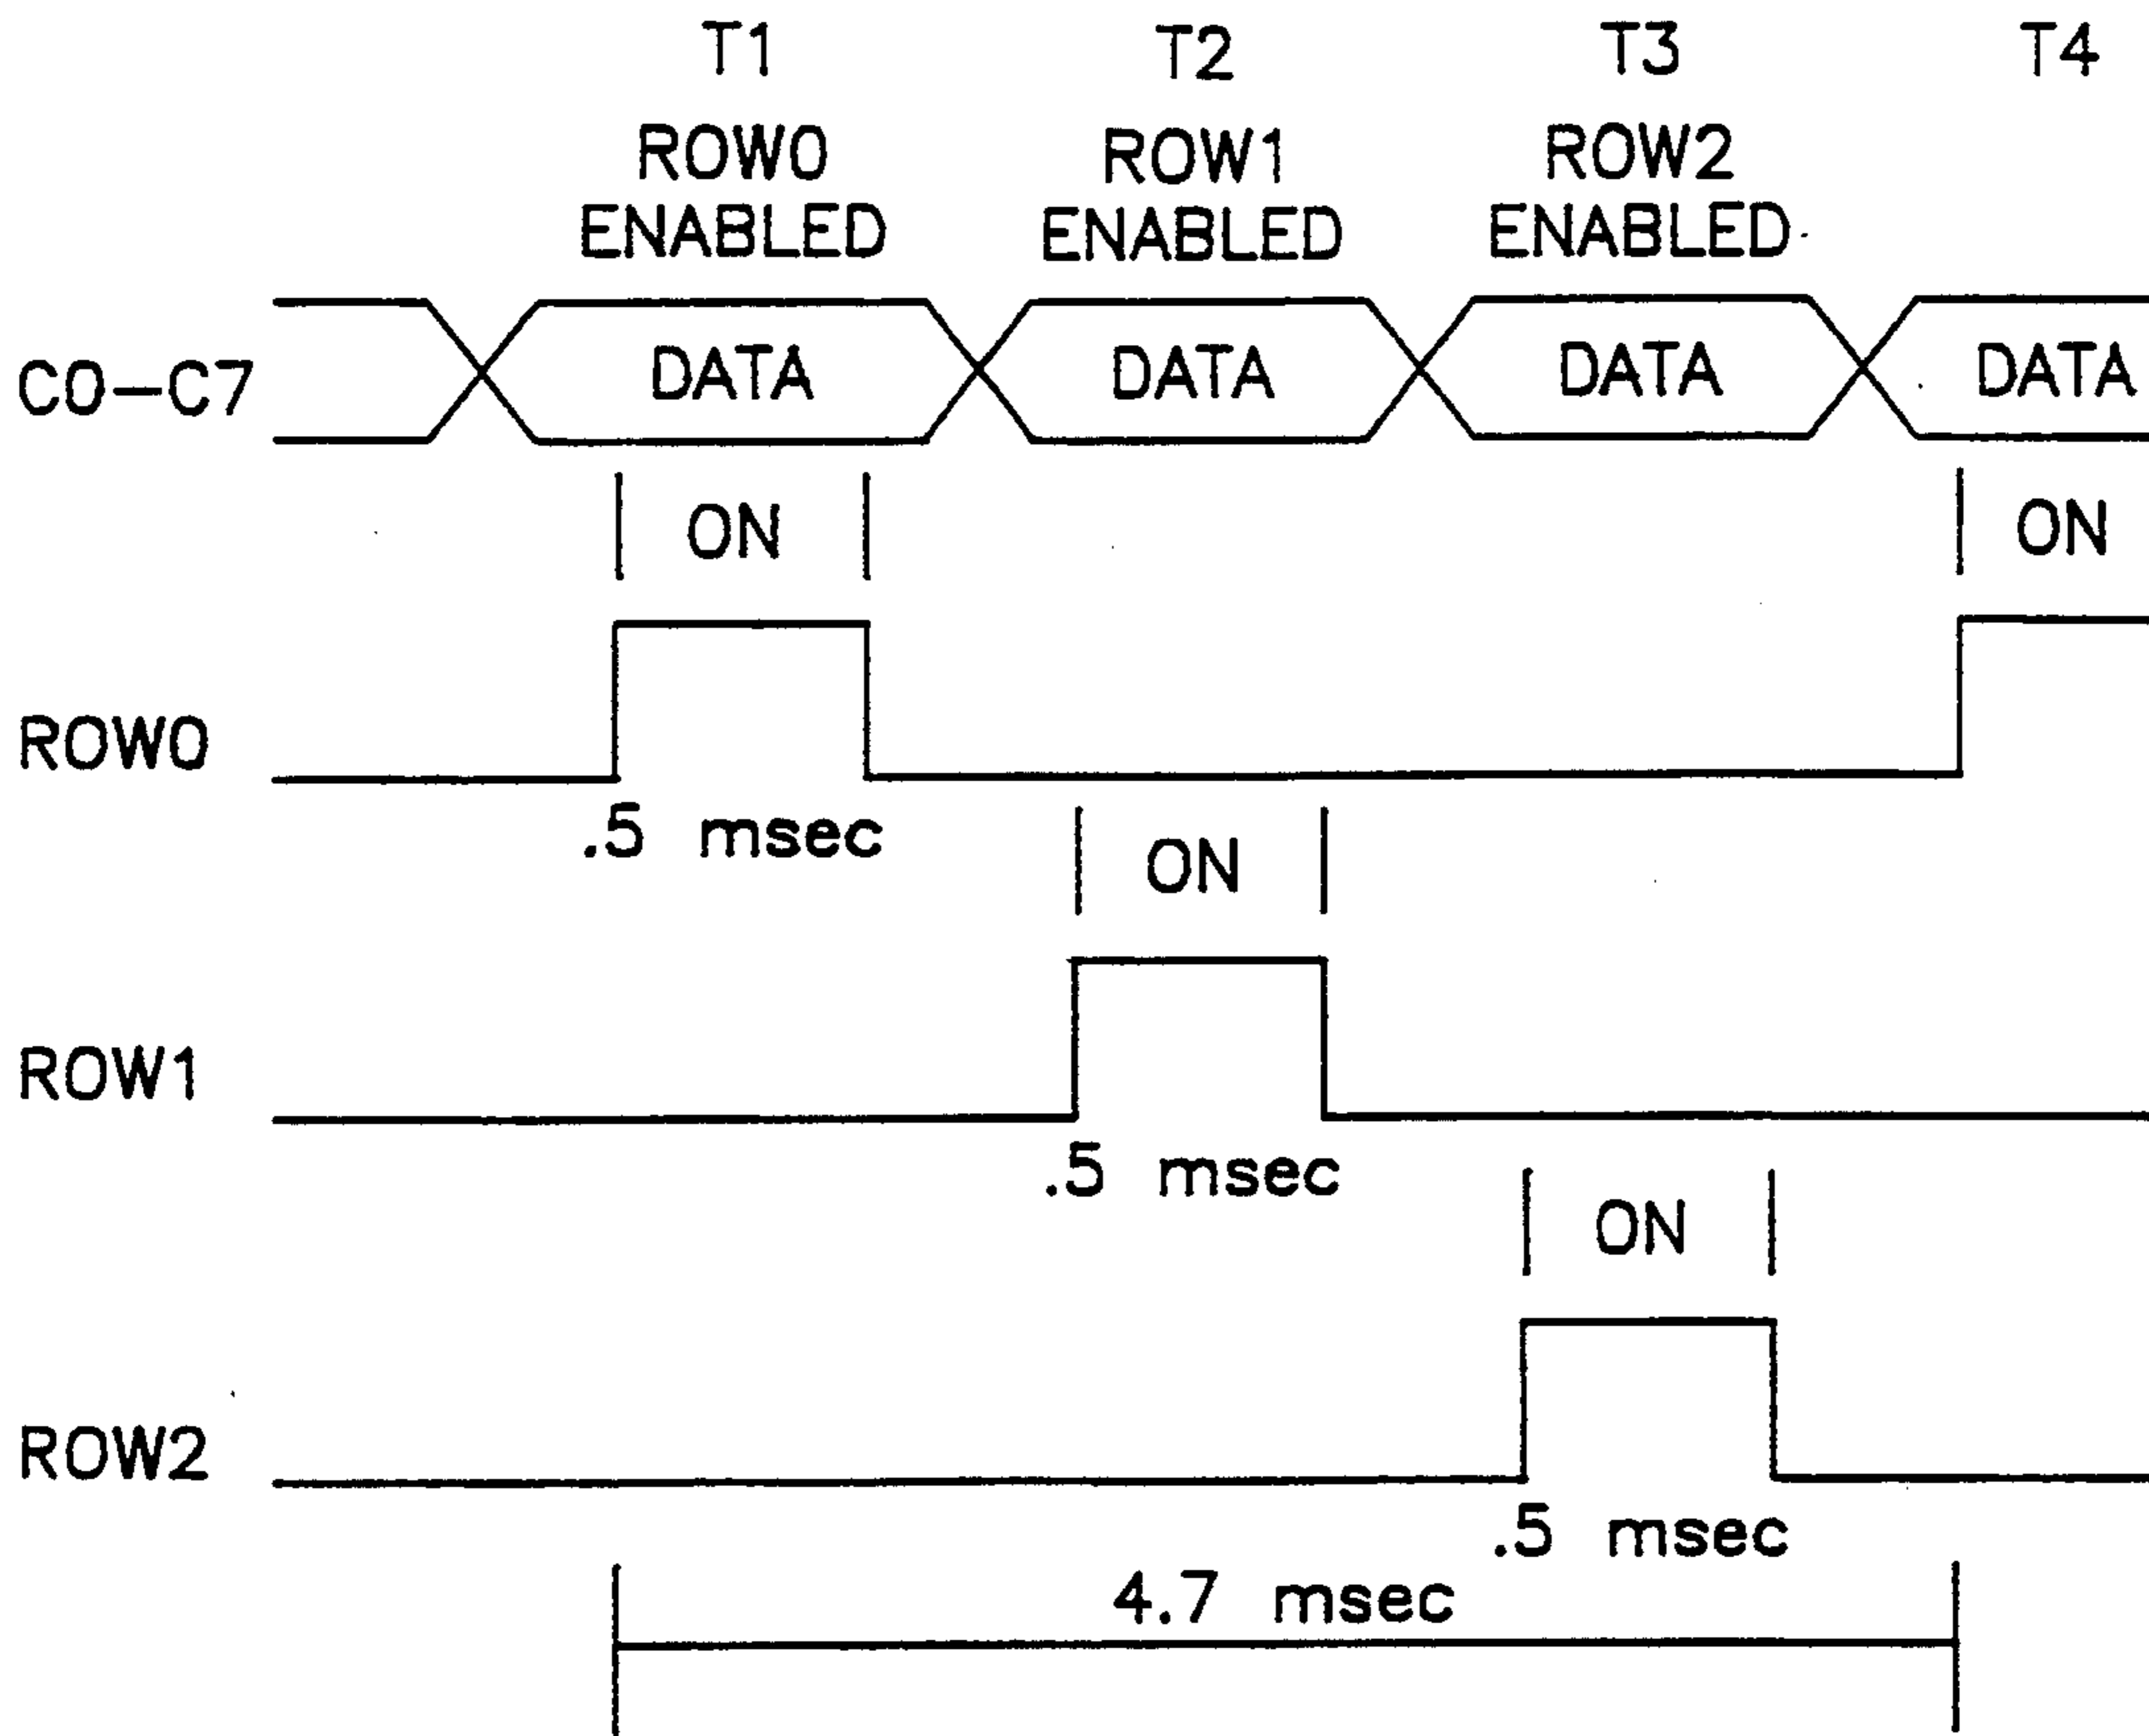 T1 T2 T3 T4
ROW0 ROW1 ROW2
ENABLED ENABLED ENABLED
C0-C7 DATA DATA DATA DATA
ON ON
ROW0
.5 msec
ON
ROW1
.5 msec
ON
ROW2
.5 msec
4.7 msec